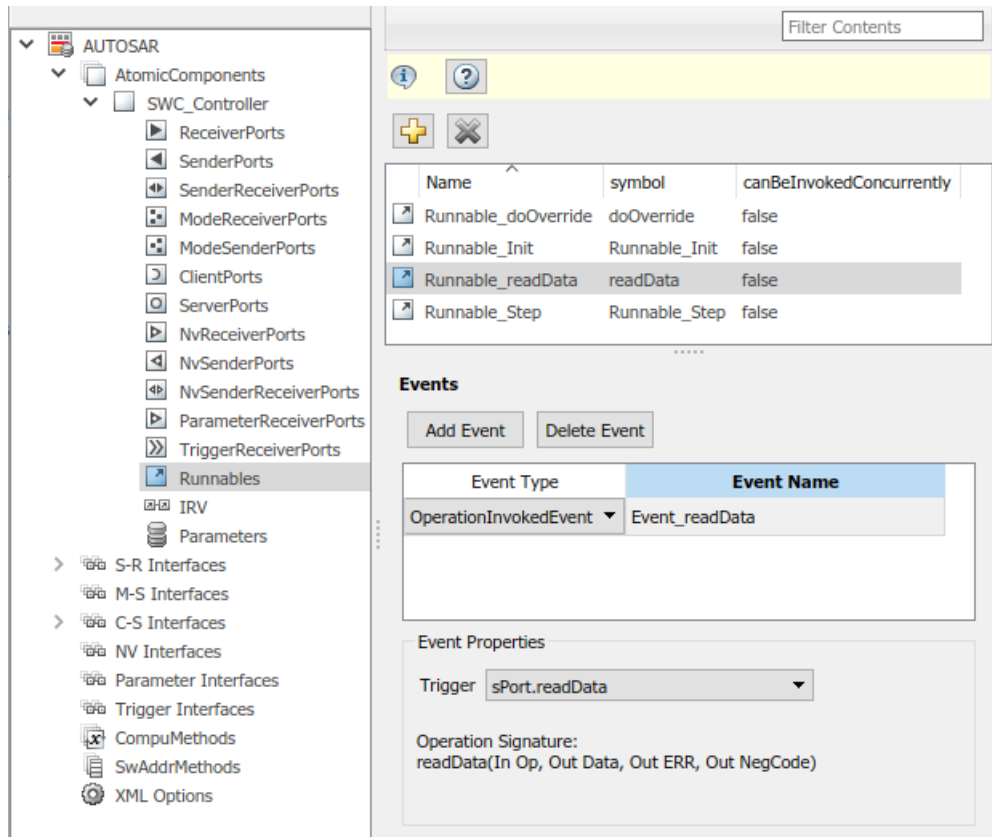 Filter Contents
AUTOSAR
AtomicComponents
SWC_Controller
ReceiverPorts
SenderPorts
SenderReceiverPorts
ModeReceiverPorts
ModeSenderPorts
ClientPorts
ServerPorts
NvReceiverPorts
NvSenderPorts
NvSenderReceiverPorts
ParameterReceiverPorts
TriggerReceiverPorts
Runnables
IRV
Parameters
S-R Interfaces
M-S Interfaces
C-S Interfaces
NV Interfaces
Parameter Interfaces
Trigger Interfaces
CompuMethods
SwAddrMethods
XML Options
Name symbol canBeInvokedConcurrently
Runnable_doOverride doOverride false
Runnable_Init Runnable_Init false
Runnable_readData readData false
Runnable_Step Runnable_Step false
Events
Add Event Delete Event
Event Type Event Name
OperationInvokedEvent Event_readData
Event Properties
Trigger sPort.readData
Operation Signature:
readData(In Op, Out Data, Out ERR, Out NegCode)